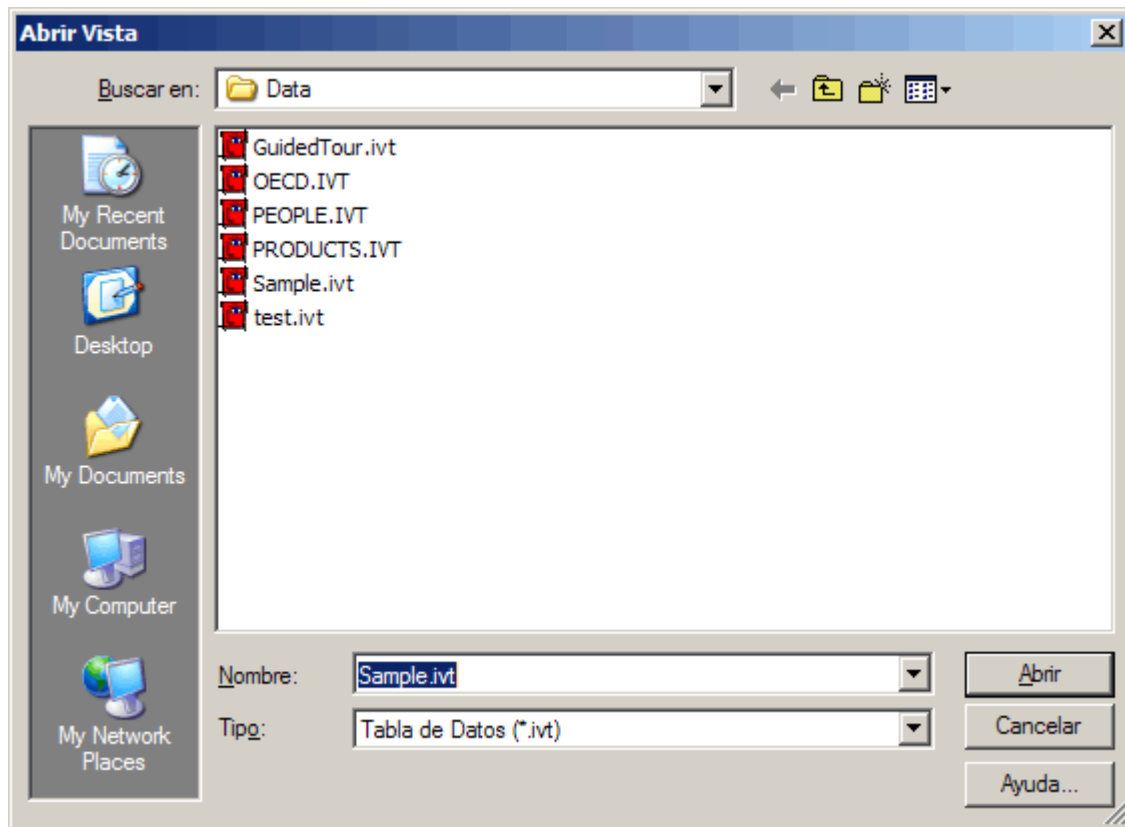 Abrir Vista
Buscar en:
Data
My Recent
Documents
Desktop
My Documents
My Computer
My Network
Places
GuidedTour.ivt
OECD.IVT
PEOPLE.IVT
PRODUCTS.IVT
Sample.ivt
test.ivt
Nombre:
Sample.ivt
Abrir
Tipo:
Tabla de Datos (*.ivt)
Cancelar
Ayuda...